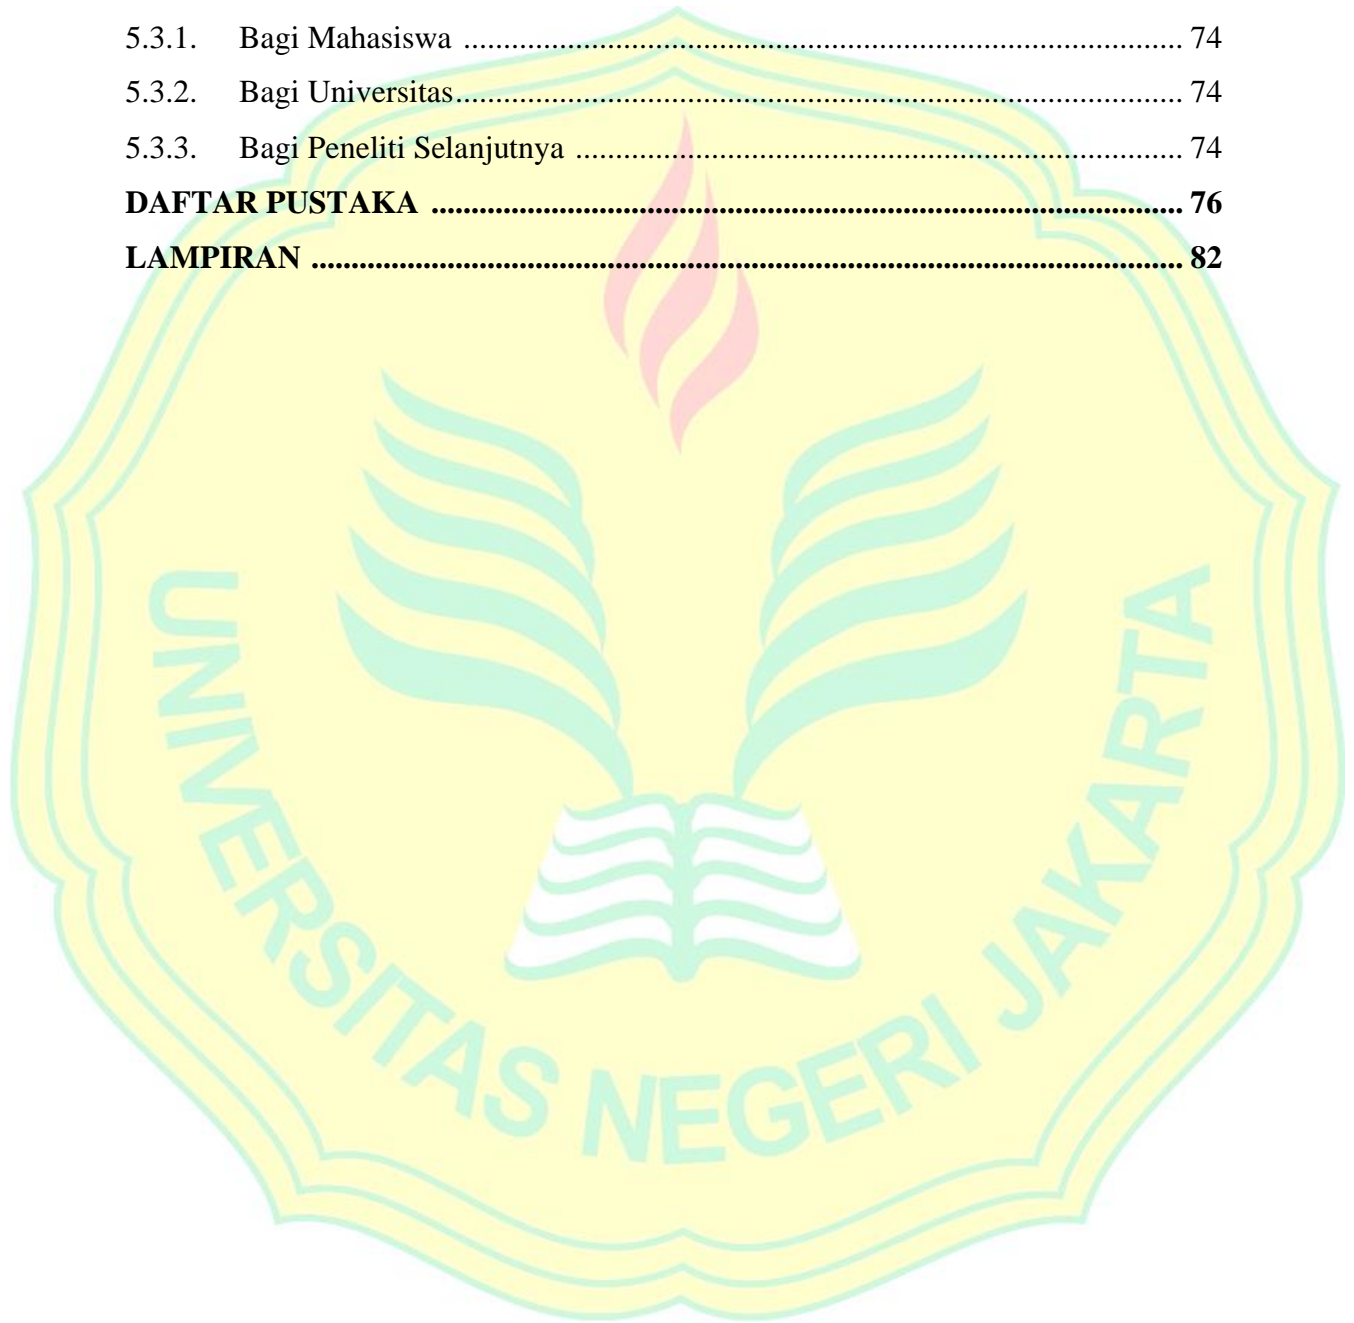 5.3.1. Bagi Mahasiswa ............................................................................................ 74
5.3.2. Bagi Universitas............................................................................................. 74
5.3.3. Bagi Peneliti Selanjutnya .............................................................................. 74
DAFTAR PUSTAKA ................................................................................................ 76
LAMPIRAN ............................................................................................................... 82
UNIVERSITAS NEGERI JAKARTA